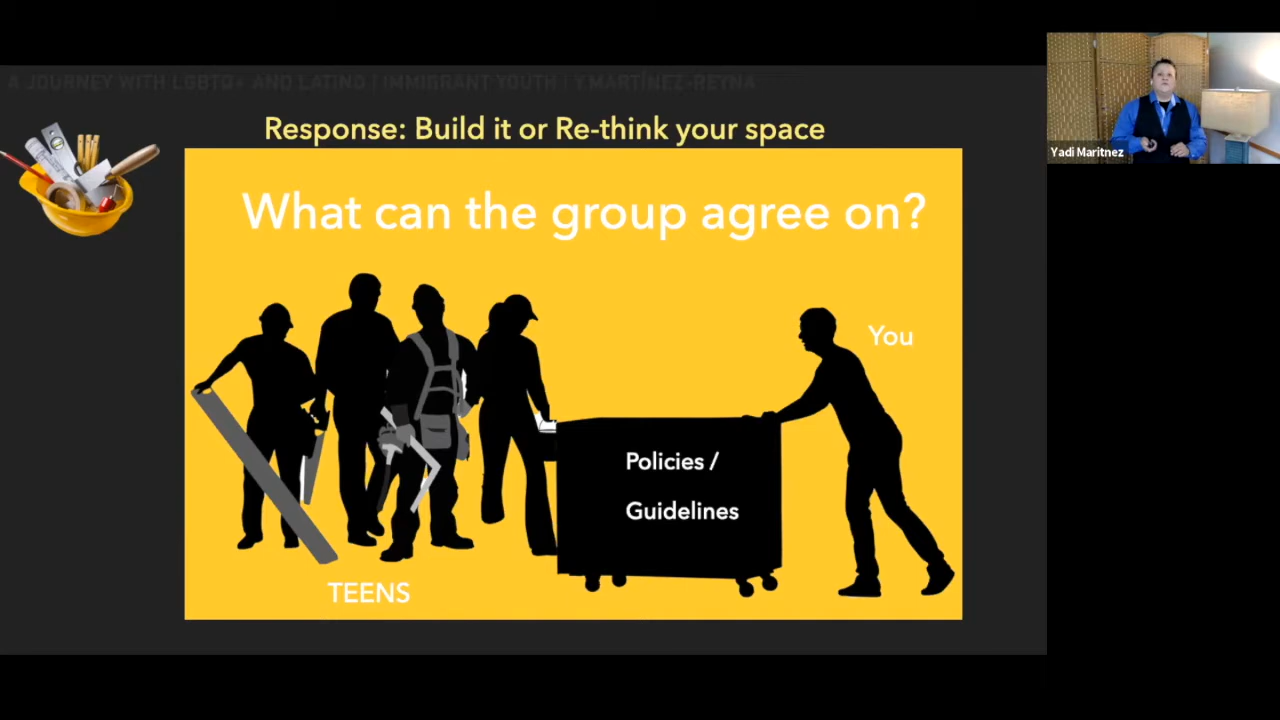 A JOURNEY WITH LGBTQ+ AND LATINO | IMMIGRANT YOUTH | Y.MARTÍNEZ-REYNA
Response: Build it or Re-think your space
Yadi Maritnez
What can the group agree on?
You
Policies /
Guidelines
TEENS